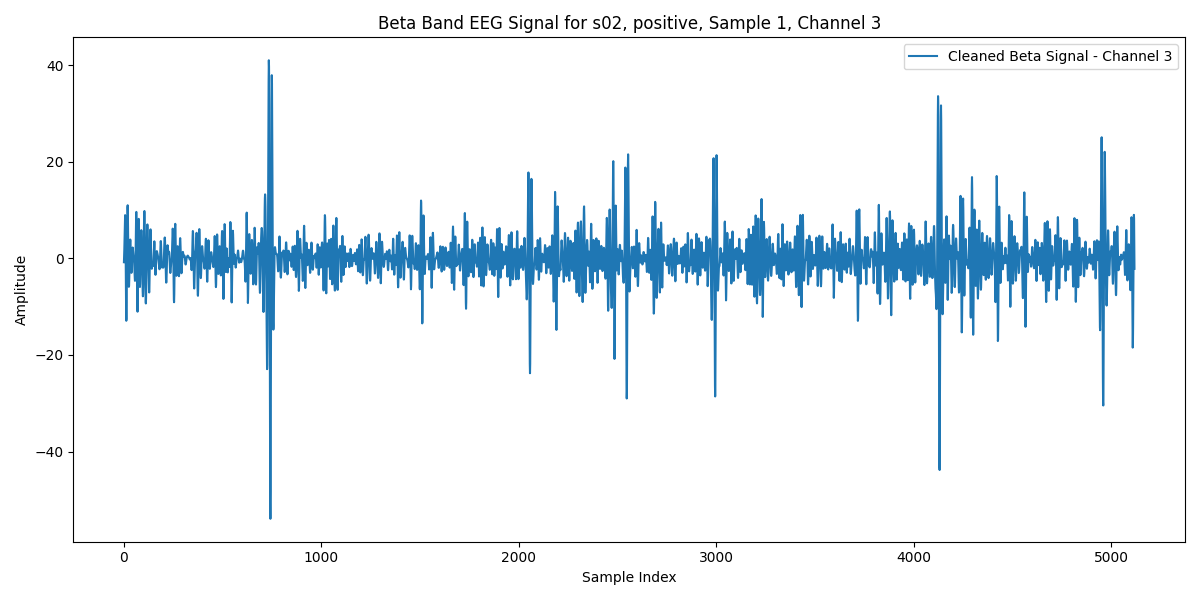 Beta Band EEG Signal for s02, positive, Sample 1, Channel 3
Cleaned Beta Signal - Channel 3
Amplitude
40
20
0
−20
−40
0 1000 2000 3000 4000 5000
Sample Index